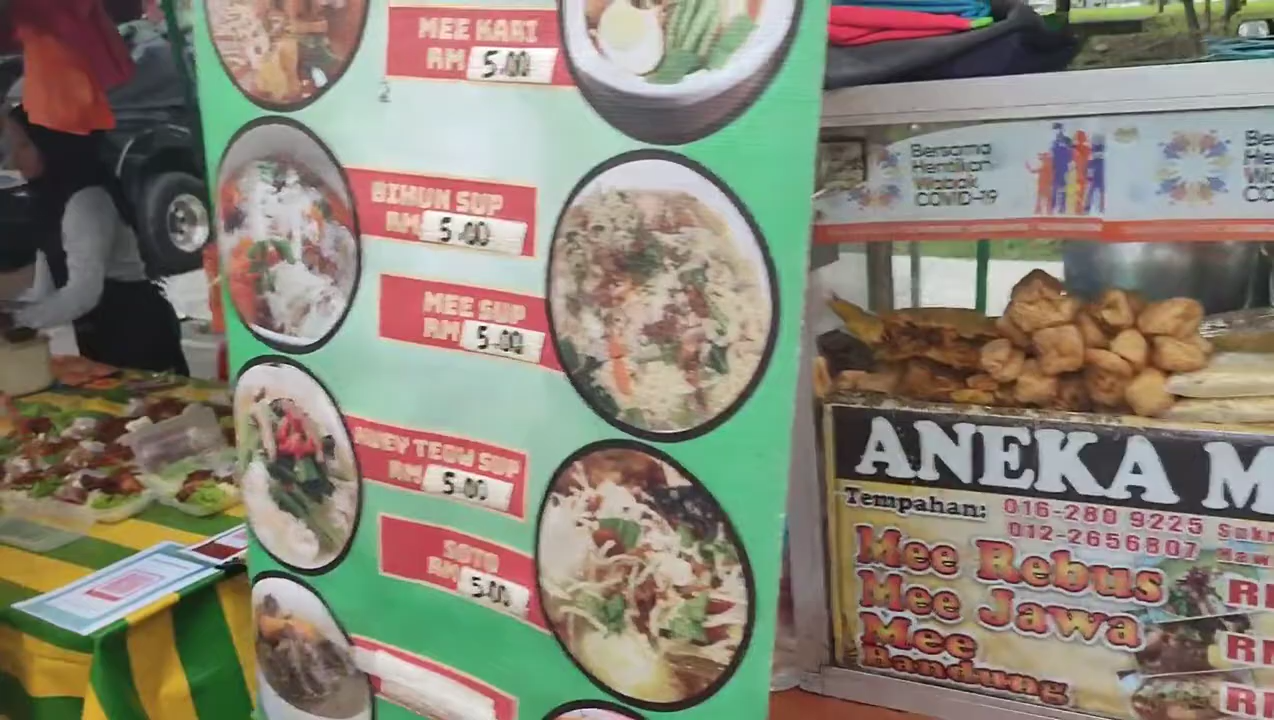 MEE KARI
RM 5.00
BIHUN SUP
RM 5.00
MEE SUP
RM 5.00
TEOW SUP
RM 5.00
SOTO
RM 5.00
Bersama
Hentikan
Wabak
COVID-19
ANEKA M
Tempahan: 016-280 9225
012-2656807
Mee Rebus
Mee Jawa
Mee
Bandung